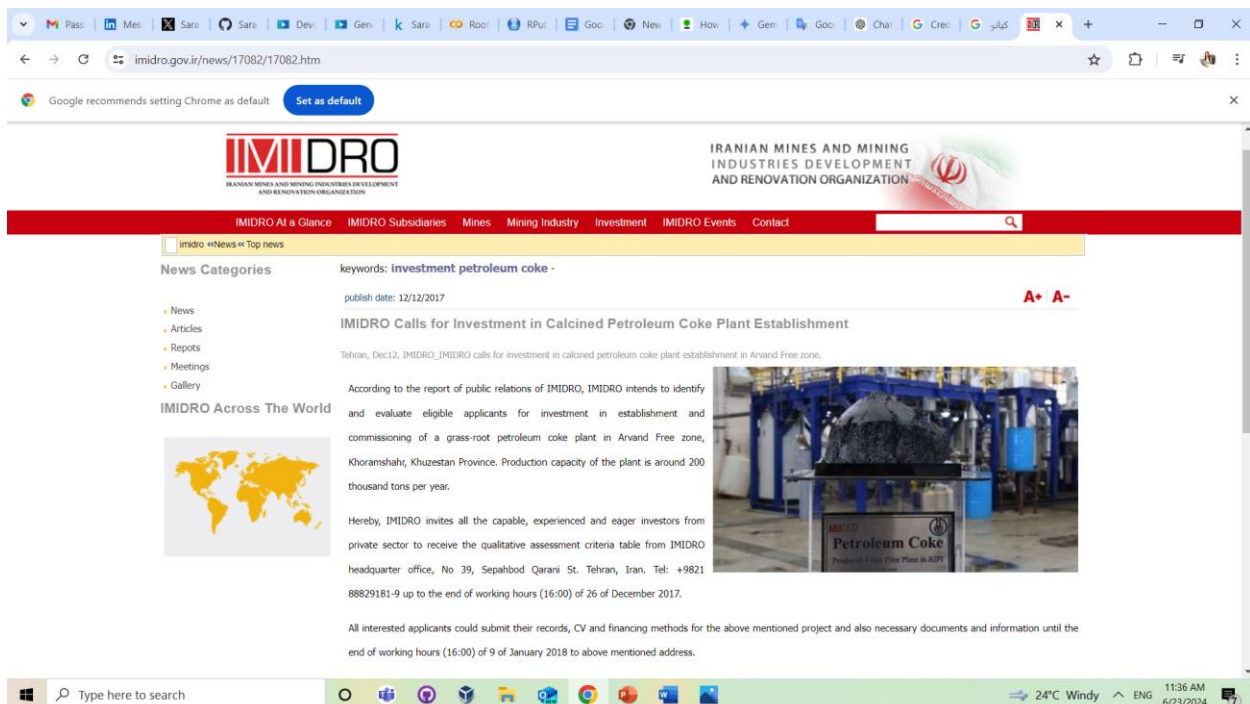 Pass
Mes
Sara
Sara
Dev
Gen
Sara
Root
RPul
Goo
New
How
Gem
Goo
Chat
Crec
کیانو
imidro.gov.ir/news/17082/17082.htm
Google recommends setting Chrome as default
Set as default
IMIDRO
IRANIAN MINES AND MINING INDUSTRIES DEVELOPMENT
AND RENOVATION ORGANIZATION
IRANIAN MINES AND MINING
INDUSTRIES DEVELOPMENT
AND RENOVATION ORGANIZATION
IMIDRO At a Glance IMIDRO Subsidiaries Mines Mining Industry Investment IMIDRO Events Contact
imidro «News « Top news
News Categories
News
Articles
Repots
Meetings
Gallery
IMIDRO Across The World
keywords: investment petroleum coke -
publish date: 12/12/2017
A+ A-
IMIDRO Calls for Investment in Calcined Petroleum Coke Plant Establishment
Tehran, Dec12, IMIDRO_IMIDRO calls for investment in calcined petroleum coke plant establishment in Arvand Free zone.
According to the report of public relations of IMIDRO, IMIDRO intends to identify
and evaluate eligible applicants for investment in establishment and
commissioning of a grass-root petroleum coke plant in Arvand Free zone,
Khoramshahr, Khuzestan Province. Production capacity of the plant is around 200
thousand tons per year.
Hereby, IMIDRO invites all the capable, experienced and eager investors from
private sector to receive the qualitative assessment criteria table from IMIDRO
headquarter office, No 39, Sepahbod Qarani St. Tehran, Iran. Tel: +9821
88829181-9 up to the end of working hours (16:00) of 26 of December 2017.
All interested applicants could submit their records, CV and financing methods for the above mentioned project and also necessary documents and information until the
end of working hours (16:00) of 9 of January 2018 to above mentioned address.
Petroleum Coke
Produced From Pilot Plant in RIPI
Type here to search
24°C Windy
ENG
11:36 AM
6/23/2024